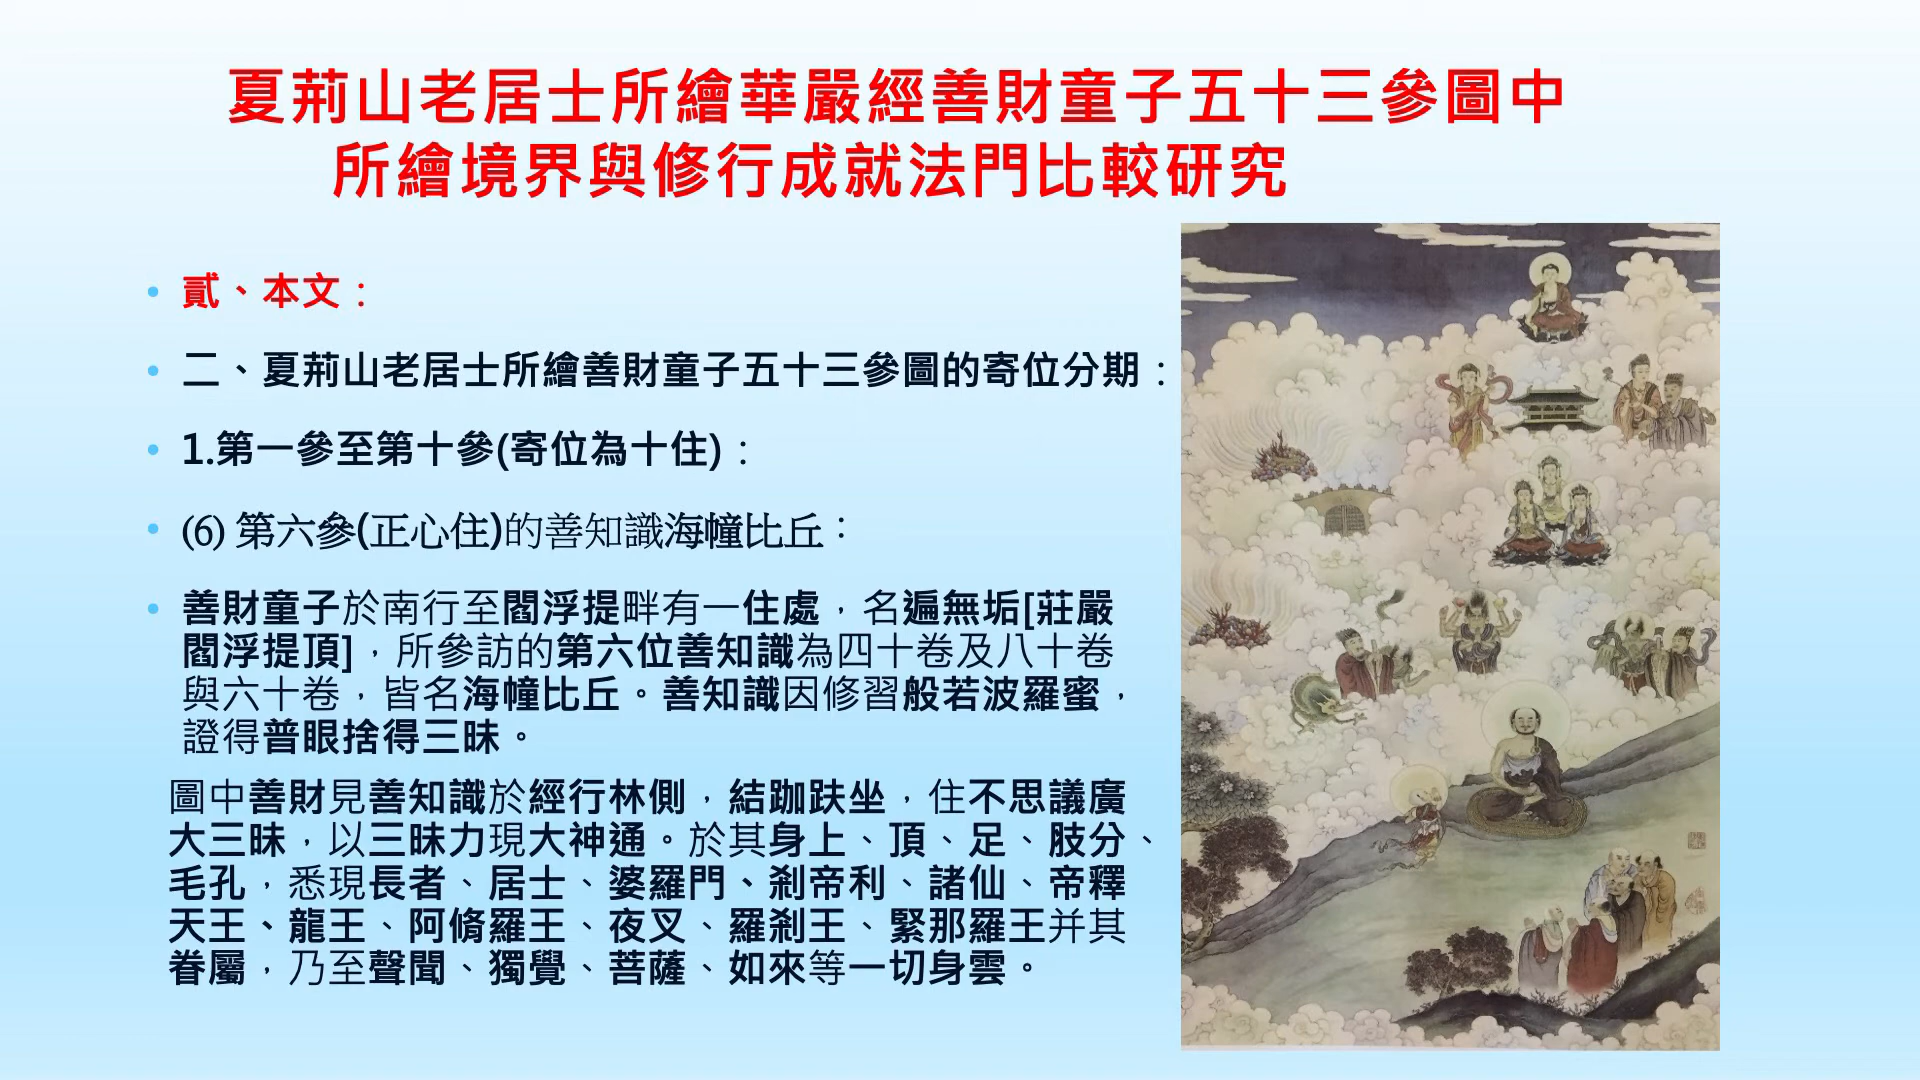 夏荊山老居士所繪華嚴經善財童子五十三參圖中
所繪境界與修行成就法門比較研究
• 貳、本文：
• 二、夏荊山老居士所繪善財童子五十三參圖的寄位分期：
• 1.第一參至第十參(寄位為十住)：
• (6) 第六參(正心住)的善知識海幢比丘：
• 善財童子於南行至閻浮提畔有一住處，名遍無垢[莊嚴
閻浮提頂]，所參訪的第六位善知識為四十卷及八十卷
與六十卷，皆名海幢比丘。善知識因修習般若波羅蜜，
證得普眼捨得三昧。
圖中善財見善知識於經行林側，結跏趺坐，住不思議廣
大三昧，以三昧力現大神通。於其身上、頂、足、肢分、
毛孔，悉現長者、居士、婆羅門、剎帝利、諸仙、帝釋
天王、龍王、阿脩羅王、夜叉、羅剎王、緊那羅王并其
眷屬，乃至聲聞、獨覺、菩薩、如來等一切身雲。